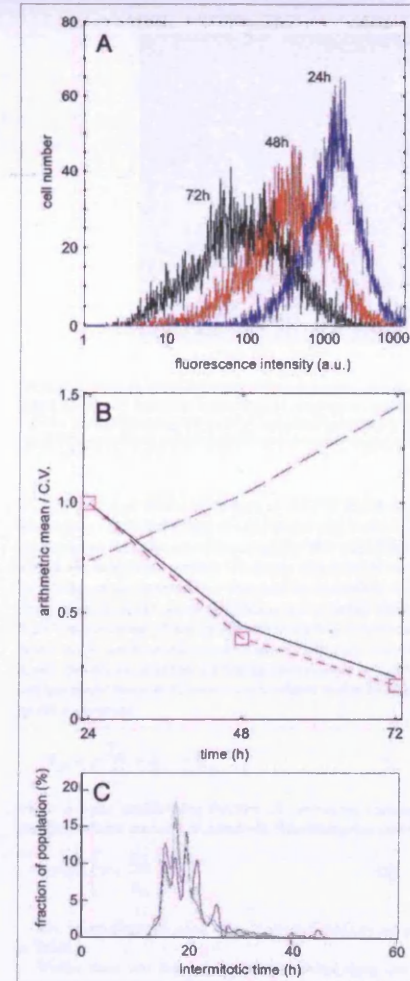 A
80
60
40
20
0
cell number
24h
48h
72h
1
10
100
1000
1000
fluorescence intensity (a.u.)
B
1.5
1.0
0.5
0
arithmetric mean / C.V.
24
48
72
time (h)
C
20
15
10
5
0
fraction of population (%)
0
20
40
60
Intermitotic time (h)